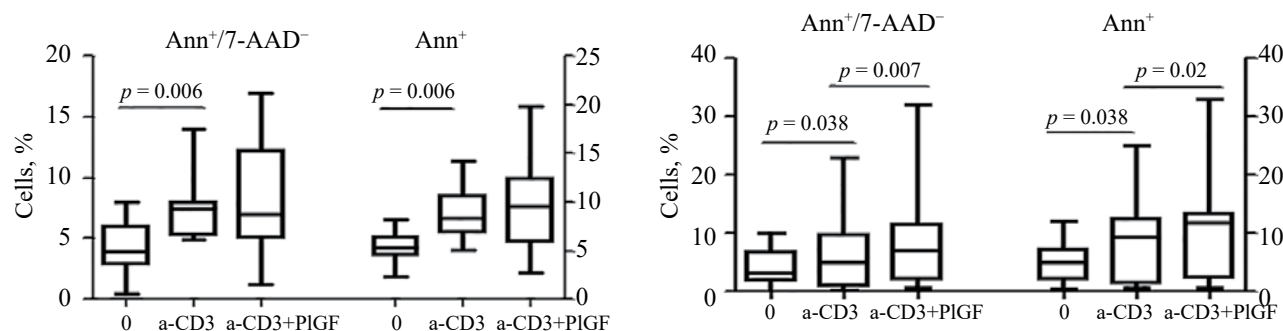 Ann⁺/7-AAD⁻ Ann⁺
20 25
15 20
10 15
5 10
0 5
0
Cells, %
p = 0.006 p = 0.006
0 a-CD3 a-CD3+PlGF 0 a-CD3 a-CD3+PlGF
Ann⁺/7-AAD⁻ Ann⁺
40 40
30 30
20 20
10 10
0 0
Cells, %
p = 0.007 p = 0.02
p = 0.038 p = 0.038
0 a-CD3 a-CD3+PlGF 0 a-CD3 a-CD3+PlGF